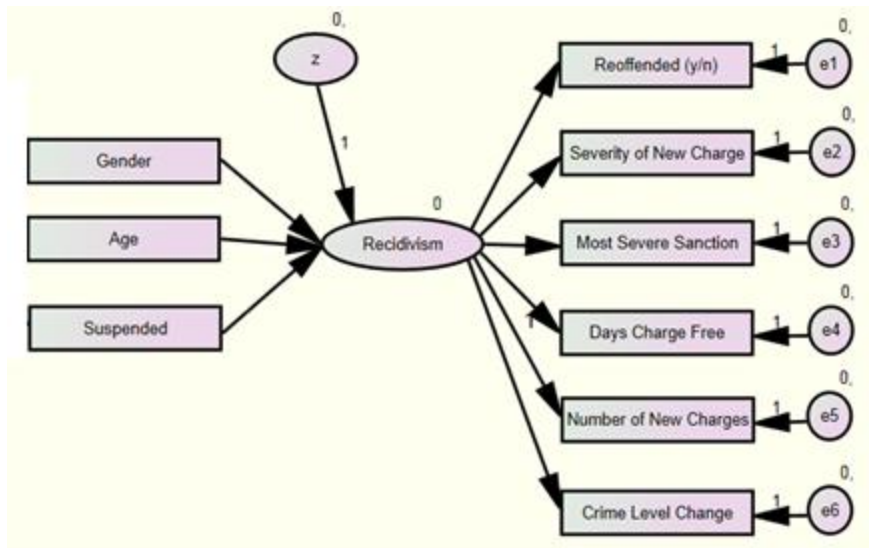 0,
z
1
Gender
Age
Suspended
0
Recidivism
1
Reoffended (y/n)
1
0,
e1
Severity of New Charge
1
0,
e2
Most Severe Sanction
1
0,
e3
Days Charge Free
1
0,
e4
Number of New Charges
1
0,
e5
Crime Level Change
1
0,
e6